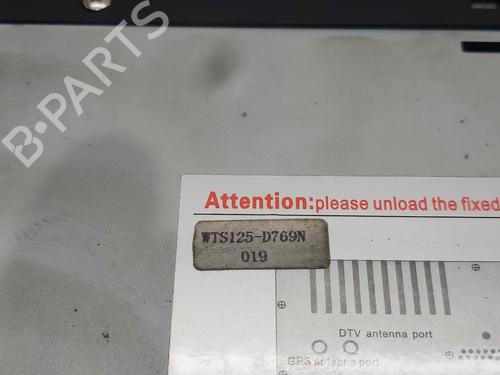 B-PARTS
Attention:please unload the fixed
WTS125-D769N
019
DTV antenna port
GPS antenna port